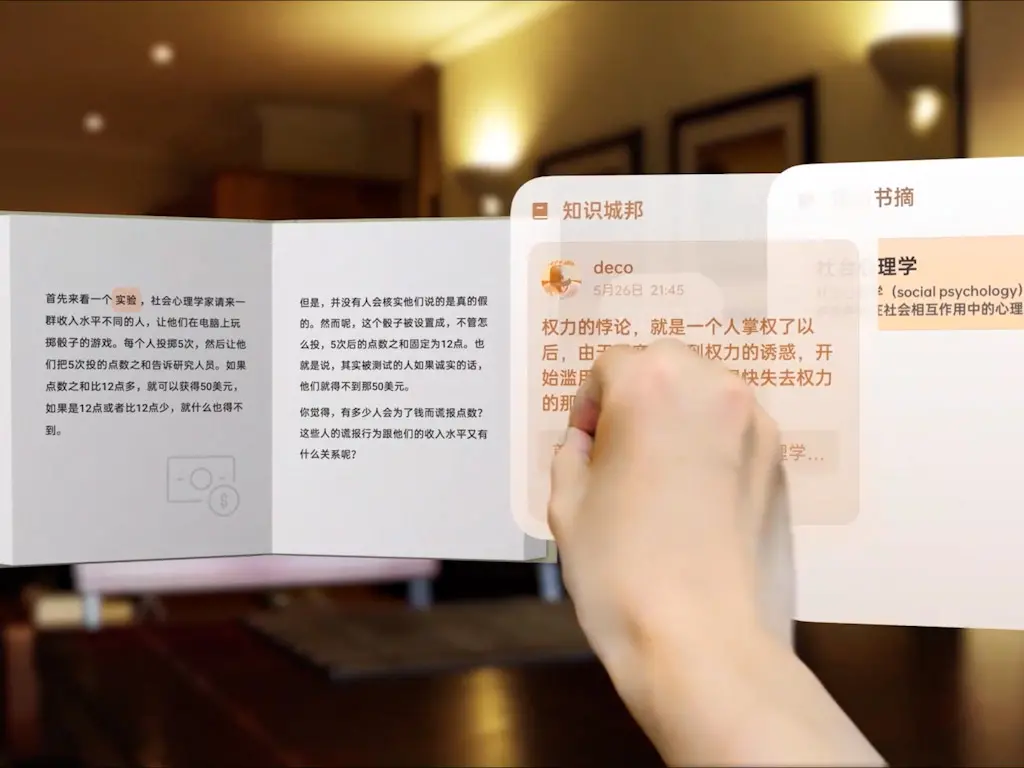 首先来看一个 实验 ，社会心理学家请来一
群收入水平不同的人，让他们在电脑上玩
掷骰子的游戏。每个人投掷5次，然后让他
们把5次投的点数之和告诉研究人员。如果
点数之和比12点多，就可以获得50美元，
如果是12点或者比12点少，就什么也得不
到。
但是，并没有人会核实他们说的是真的假
的。然而呢，这个骰子被设置成，不管怎
么投，5次后的点数之和固定为12点。也
就是说，其实被测试的人如果诚实的话，
他们就得不到那50美元。
你觉得，有多少人会为了钱而谎报点数?
这些人的谎报行为跟他们的收入水平又有
什么关系呢?
$
知识城邦
deco
5月26日 21:45
权力的悖论，就是一个人掌权了以
后，由于 到权力的诱惑，开
始滥用 快失去权力
的那
理学...
书摘
社会心理学
学（social psychology）
在社会相互作用中的心理